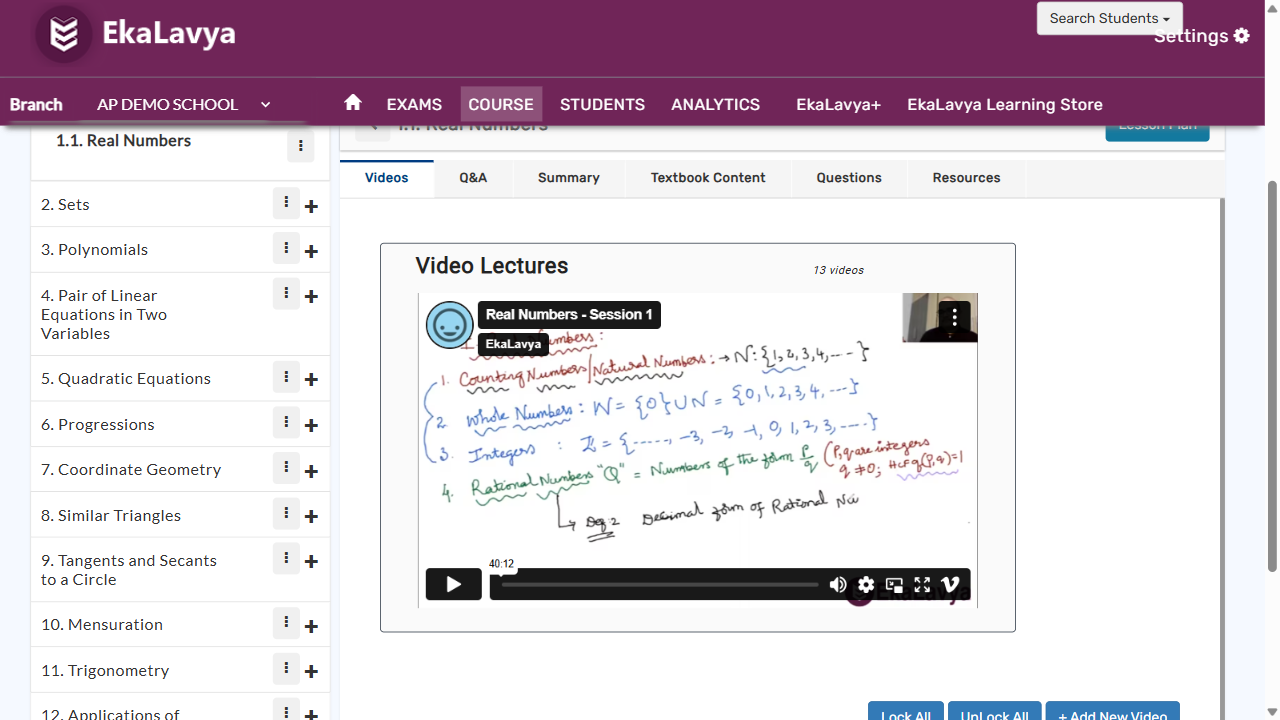 EkaLavya
Search Students
Settings
Branch
AP DEMO SCHOOL
EXAMS
COURSE
STUDENTS
ANALYTICS
EkaLavya+
EkaLavya Learning Store
1.1. Real Numbers
1.1. Real Numbers
Lesson Plan
2. Sets
3. Polynomials
4. Pair of Linear
Equations in Two
Variables
5. Quadratic Equations
6. Progressions
7. Coordinate Geometry
8. Similar Triangles
9. Tangents and Secants
to a Circle
10. Mensuration
11. Trigonometry
12. Applications of
Videos
Q&A
Summary
Textbook Content
Questions
Resources
Video Lectures
13 videos
Real Numbers - Session 1
EkaLavya
1. Counting Numbers/Natural Numbers: → N: {1, 2, 3, 4, ----}
2. Whole Numbers: W = {0} U N = {0, 1, 2, 3, 4, ---}
3. Integers : Z = {-----, -3, -2, -1, 0, 1, 2, 3, ----}
4. Rational Numbers "Q" = Numbers of the form P/q (P, q are integers
q ≠ 0; HCF of (P, q) = 1
Decimal form of Rational
40:12
EkaLavya
Lock All
UnLock All
+ Add New Video